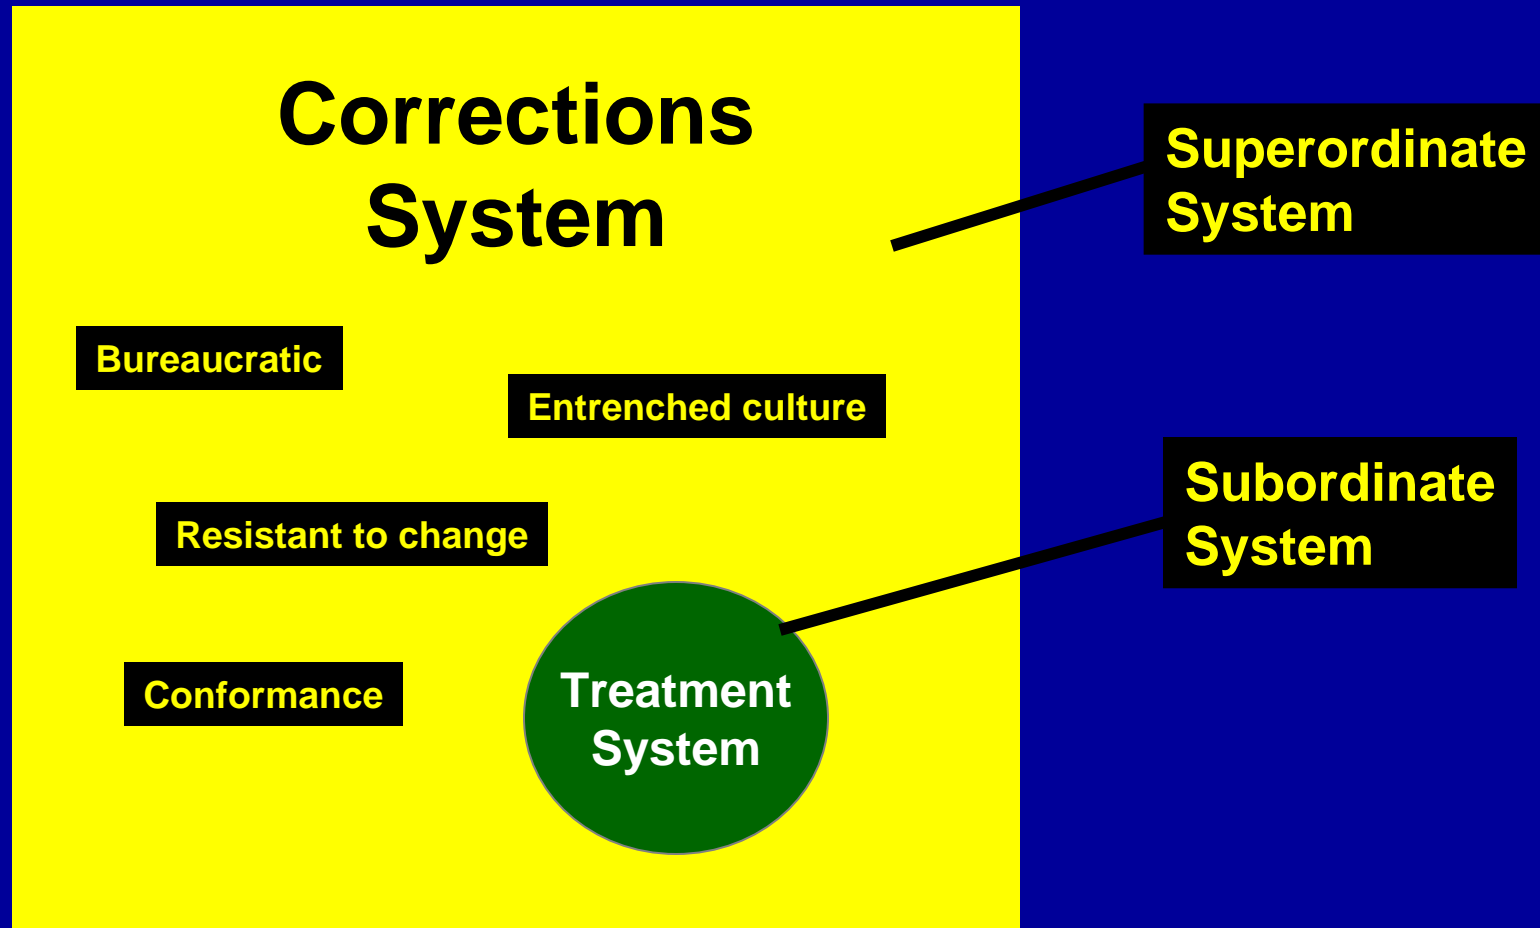 Corrections
System
Superordinate
System
Bureaucratic
Entrenched culture
Subordinate
System
Resistant to change
Conformance
Treatment
System